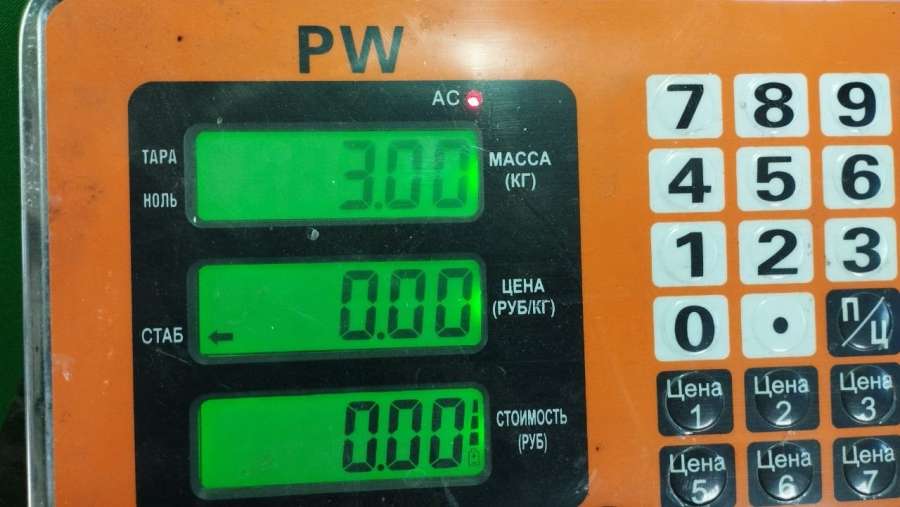 PW
AC
ТАРА
НОЛЬ
3.00
МАССА
(КГ)
СТАБ
0.00
ЦЕНА
(РУБ/КГ)
0.00
СТОИМОСТЬ
(РУБ)
7 8 9
4 5 6
1 2 3
0 • П/Ц
Цена 1 Цена 2 Цена 3
Цена 5 Цена 6 Цена 7